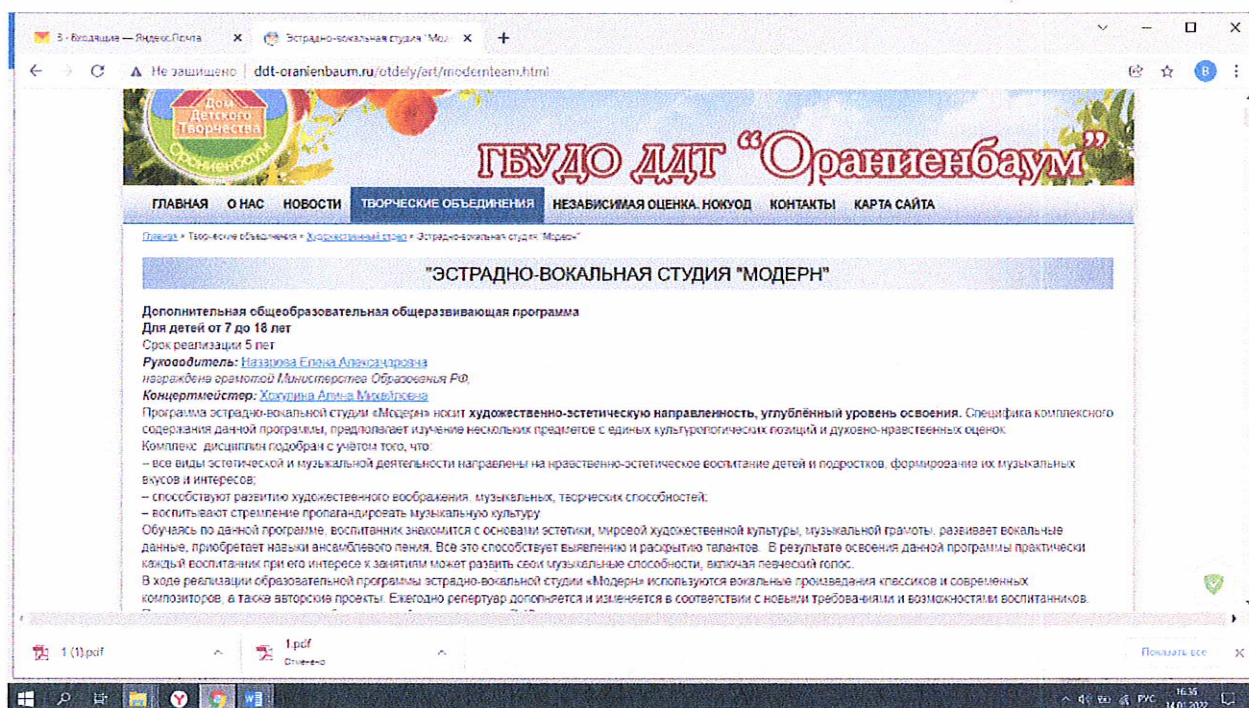 3 · Входящие — Яндекс.Почта
Эстрадно-вокальная студия "Мод
Не защищено | ddt-oranienbaum.ru/otdely/art/modernteam.html
В
Дом
Детского
Творчества
Ораниенбаум
ГБУДО ДДТ “Ораниенбаум”
ГЛАВНАЯ О НАС НОВОСТИ ТВОРЧЕСКИЕ ОБЪЕДИНЕНИЯ НЕЗАВИСИМАЯ ОЦЕНКА. НОКУОД КОНТАКТЫ КАРТА САЙТА
Главная » Творческие объединения » Художественный отдел » Эстрадно-вокальная студия "Модерн"
"ЭСТРАДНО-ВОКАЛЬНАЯ СТУДИЯ "МОДЕРН"
Дополнительная общеобразовательная общеразвивающая программа
Для детей от 7 до 18 лет
Срок реализации 5 лет
Руководитель: Назарова Елена Александровна
награждена грамотой Министерства Образования РФ,
Концертмейстер: Хохулина Алина Михайловна
Программа эстрадно-вокальной студии «Модерн» носит художественно-эстетическую направленность, углублённый уровень освоения. Специфика комплексного
содержания данной программы, предполагает изучение нескольких предметов с единых культурологических позиций и духовно-нравственных оценок.
Комплекс дисциплин подобран с учётом того, что:
– все виды эстетической и музыкальной деятельности направлены на нравственно-эстетическое воспитание детей и подростков, формирование их музыкальных
вкусов и интересов;
– способствуют развитию художественного воображения, музыкальных, творческих способностей;
– воспитывают стремление пропагандировать музыкальную культуру.
Обучаясь по данной программе, воспитанник знакомится с основами эстетики, мировой художественной культуры, музыкальной грамоты, развивает вокальные
данные, приобретает навыки ансамблевого пения. Всё это способствует выявлению и раскрытию талантов. В результате освоения данной программы практически
каждый воспитанник при его интересе к занятиям может развить свои музыкальные способности, включая певческий голос.
В ходе реализации образовательной программы эстрадно-вокальной студии «Модерн» используются вокальные произведения классиков и современных
композиторов, а также авторские проекты. Ежегодно репертуар дополняется и изменяется в соответствии с новыми требованиями и возможностями воспитанников.
1 (1).pdf
1.pdf
Отменено
Показать все
РУС
16:35
14.01.2022